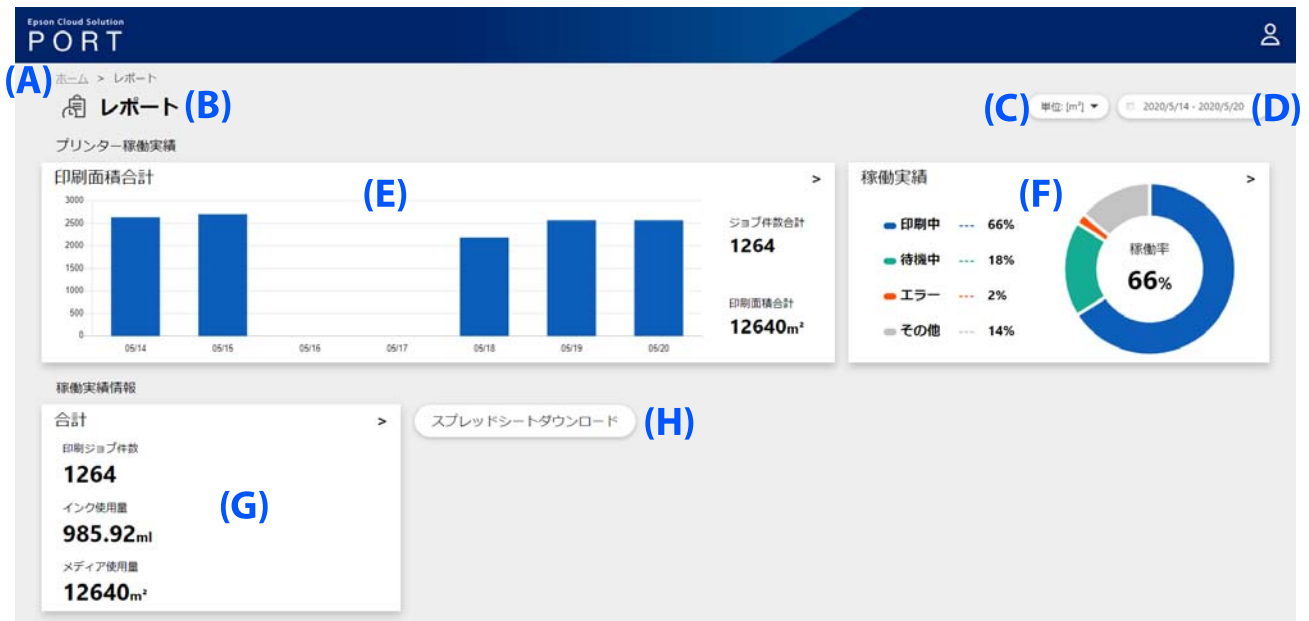 Epson Cloud Solution
PORT
(A) ホーム > レポート
レポート (B)
(C) 単位: [m²]
2020/5/14 - 2020/5/20 (D)
プリンター稼働実績
印刷面積合計 (E) >
3000
2500
2000
1500
1000
500
0
05/14 05/15 05/16 05/17 05/18 05/19 05/20
ジョブ件数合計
1264
印刷面積合計
12640m²
稼働実績 (F) >
印刷中 --- 66%
待機中 --- 18%
エラー --- 2%
その他 --- 14%
稼働率
66%
稼働実績情報
合計 >
印刷ジョブ件数
1264
インク使用量
985.92ml
メディア使用量
12640m²
(G)
スプレッドシートダウンロード (H)